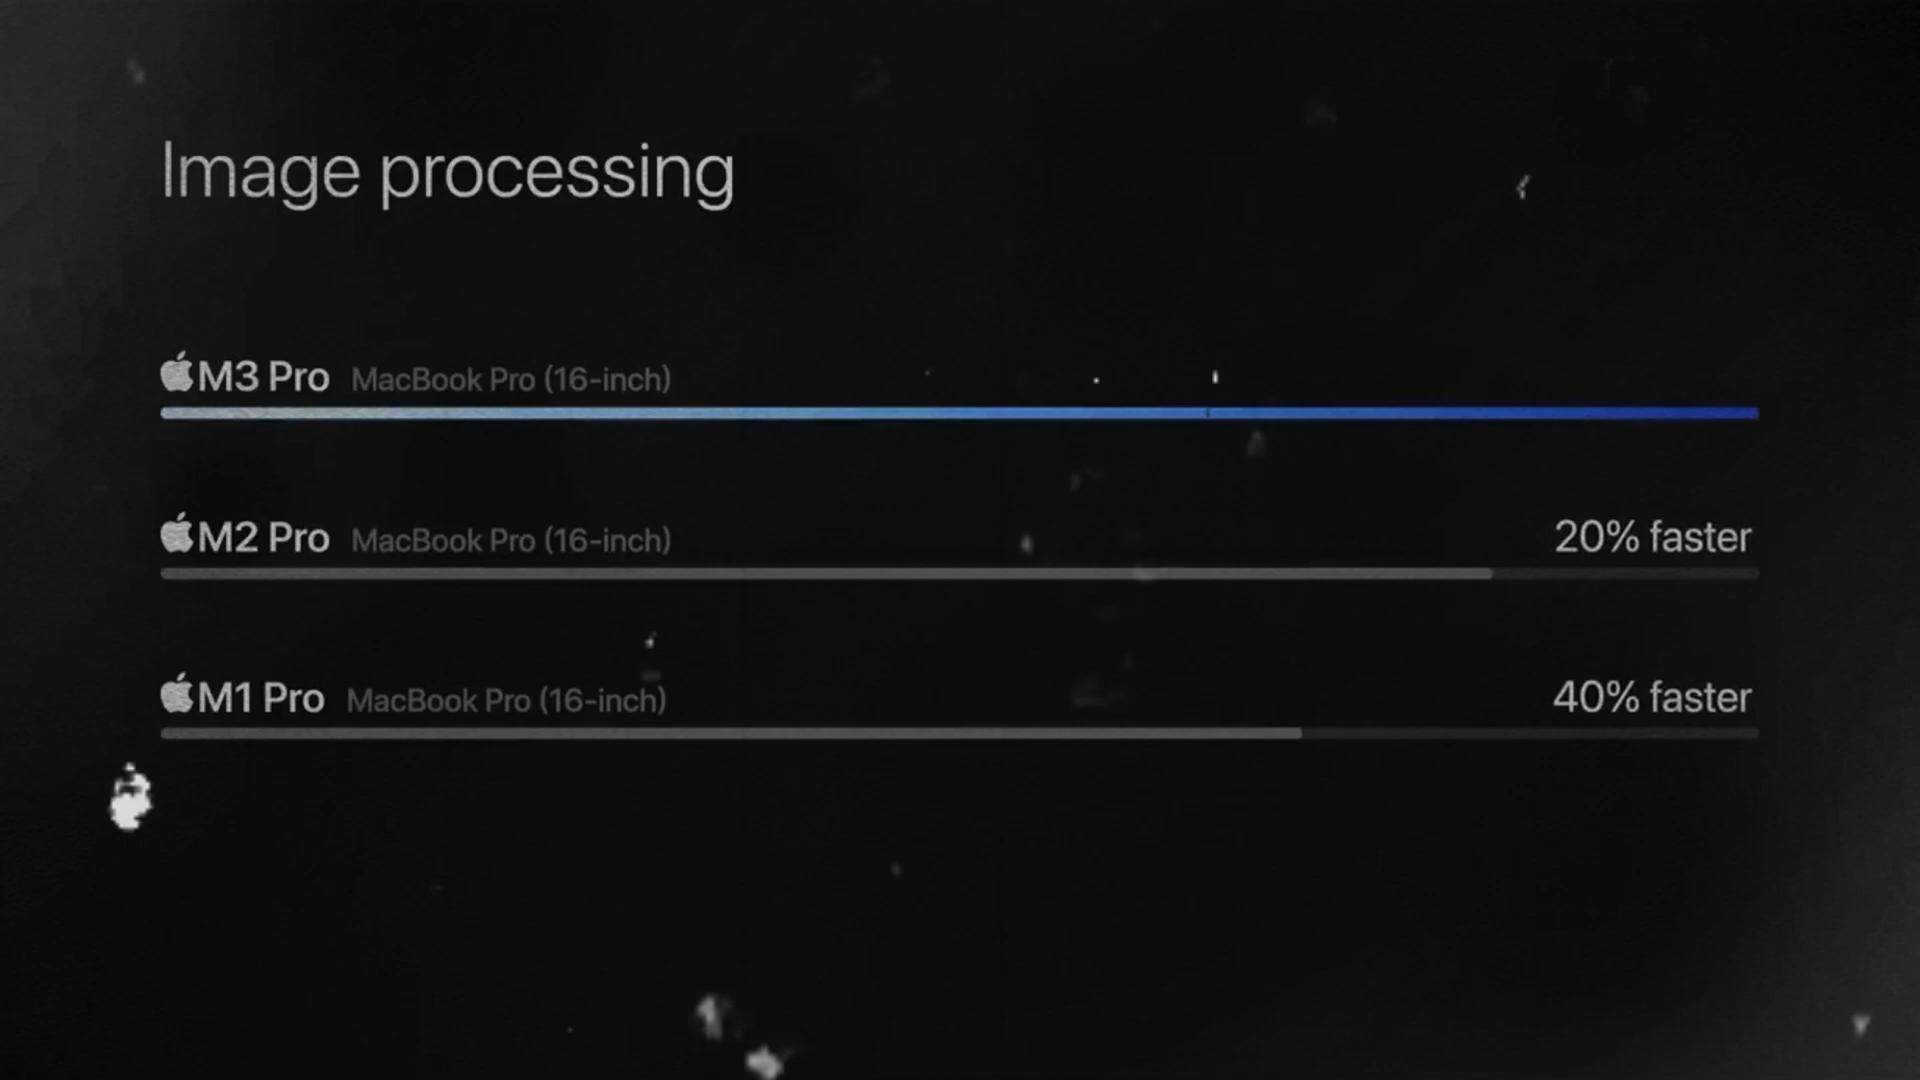 Image processing
M3 Pro MacBook Pro (16-inch)
M2 Pro MacBook Pro (16-inch) 20% faster
M1 Pro MacBook Pro (16-inch) 40% faster